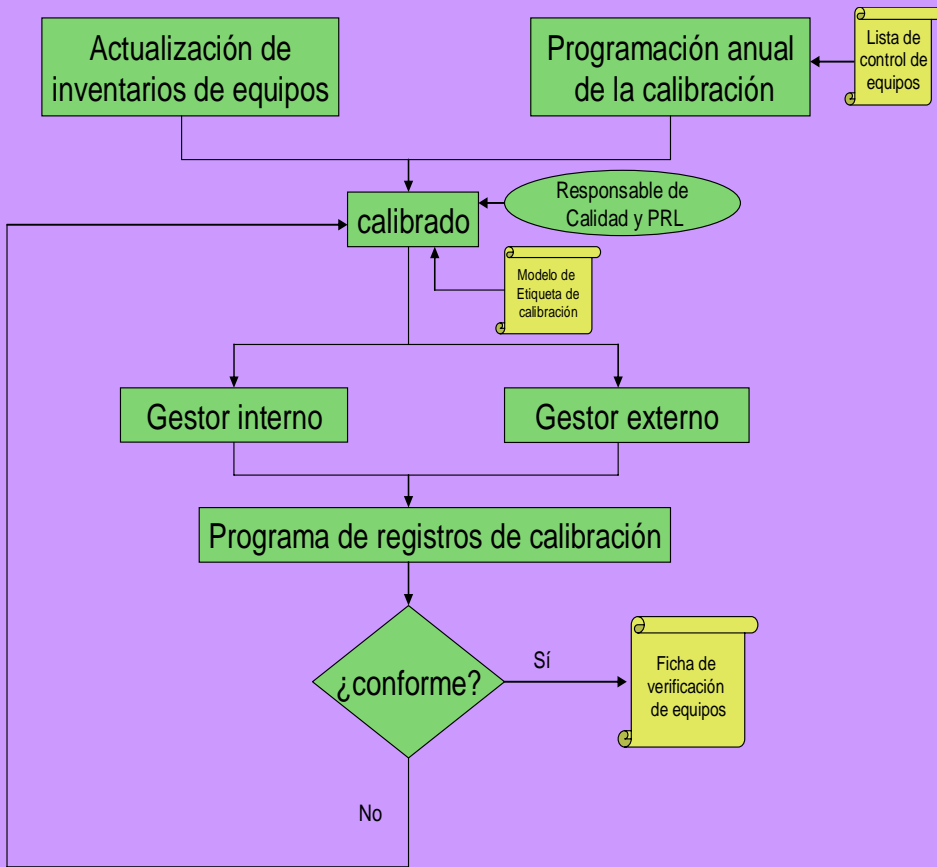 Actualización de
inventarios de equipos
Programación anual
de la calibración
Lista de
control de
equipos
calibrado
Responsable de
Calidad y PRL
Modelo de
Etiqueta de
calibración
Gestor interno
Gestor externo
Programa de registros de calibración
¿conforme?
Sí
Ficha de
verificación
de equipos
No